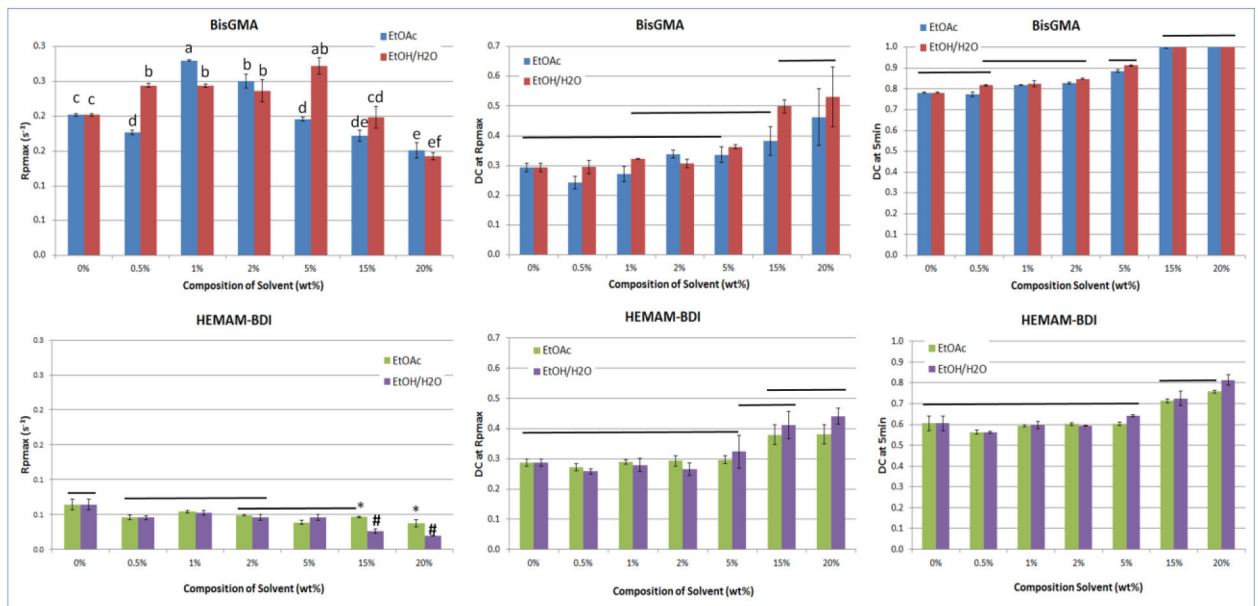 BisGMA
0.3
0.3
0.2
0.2
0.1
0.1
0.0
Rpmax (s⁻¹)
EtOAc
EtOH/H2O
c c d b a b b b d ab de cd e ef
0% 0.5% 1% 2% 5% 15% 20%
Composition of Solvent (wt%)
BisGMA
0.7
0.6
0.5
0.4
0.3
0.2
0.1
0.0
DC at Rpmax
EtOAc
EtOH/H2O
0% 0.5% 1% 2% 5% 15% 20%
Composition of Solvent (wt%)
BisGMA
1.0
0.9
0.8
0.7
0.6
0.5
0.4
0.3
0.2
0.1
0.0
DC at 5min
EtOAc
EtOH/H2O
0% 0.5% 1% 2% 5% 15% 20%
Composition Solvent (wt%)
HEMAM-BDI
0.3
0.3
0.2
0.2
0.1
0.1
0.0
Rpmax (s⁻¹)
EtOAc
EtOH/H2O
* # * #
0% 0.5% 1% 2% 5% 15% 20%
Composition of Solvent (wt%)
HEMAM-BDI
0.7
0.6
0.5
0.4
0.3
0.2
0.1
0.0
DC at Rpmax
EtOAc
EtOH/H2O
0% 0.5% 1% 2% 5% 15% 20%
Composition of Solvent (wt%)
HEMAM-BDI
1.0
0.9
0.8
0.7
0.6
0.5
0.4
0.3
0.2
0.1
0.0
DC at 5min
EtOAc
EtOH/H2O
0% 0.5% 1% 2% 5% 15% 20%
Composition of Solvent (wt%)